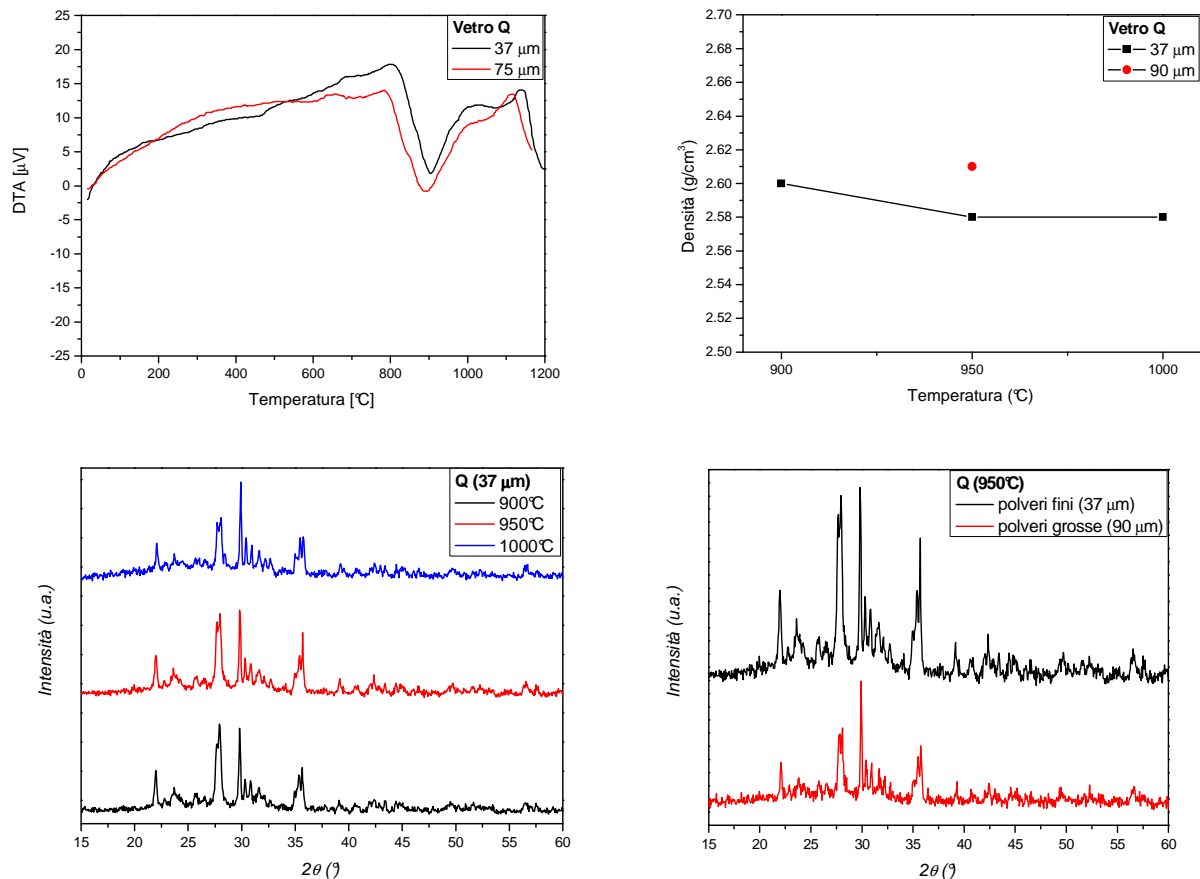 25
20
15
10
5
0
-5
-10
-15
-20
-25
0
200
400
600
800
1000
1200
DTA [μV]
Temperatura [°C]
Vetro Q
37 μm
75 μm
2.70
2.68
2.66
2.64
2.62
2.60
2.58
2.56
2.54
2.52
2.50
900
950
1000
Densità (g/cm³)
Temperatura (°C)
Vetro Q
37 μm
90 μm
Intensità (u.a.)
Q (37 μm)
900°C
950°C
1000°C
15
20
25
30
35
40
45
50
55
60
2θ (°)
Intensità (u.a.)
Q (950°C)
polveri fini (37 μm)
polveri grosse (90 μm)
15
20
25
30
35
40
45
50
55
60
2θ (°)